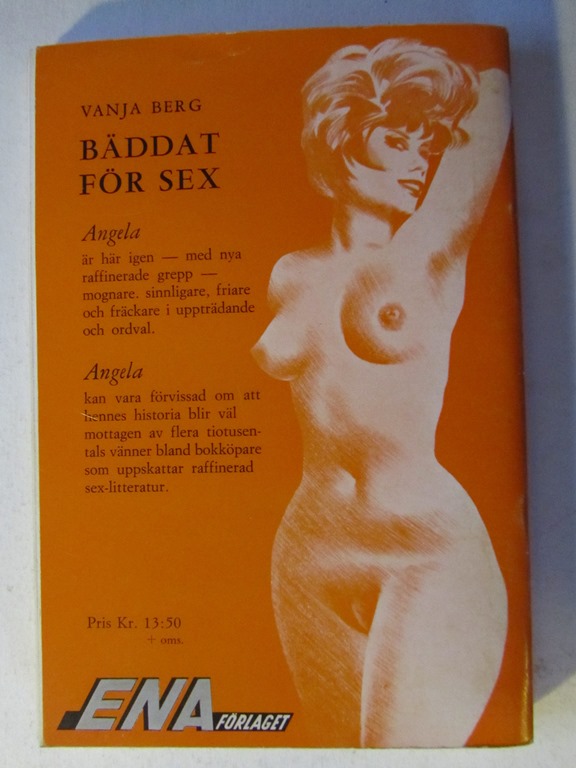 VANJA BERG
BÄDDAT
FÖR SEX
Angela
är här igen — med nya
raffinerade grepp —
mognare. sinnligare, friare
och fräckare i uppträdande
och ordval.
Angela
kan vara förvissad om att
hennes historia blir väl
mottagen av flera tiotusen-
tals vänner bland bokköpare
som uppskattar raffinerad
sex-litteratur.
Pris Kr. 13:50
+ oms.
ENA FÖRLAGET